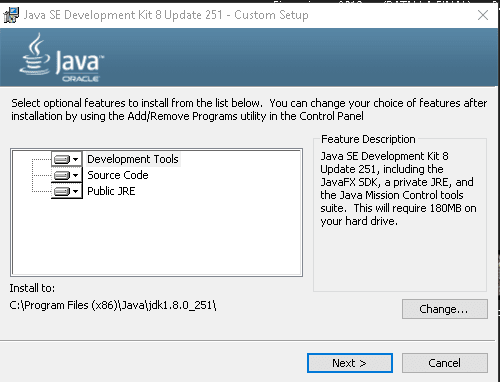 Java SE Development Kit 8 Update 251 - Custom Setup
Java
ORACLE
Select optional features to install from the list below. You can change your choice of features after
installation by using the Add/Remove Programs utility in the Control Panel
Development Tools
Source Code
Public JRE
Feature Description
Java SE Development Kit 8
Update 251, including the
JavaFX SDK, a private JRE, and
the Java Mission Control tools
suite. This will require 180MB on
your hard drive.
Install to:
C:\Program Files (x86)\Java\jdk1.8.0_251\
Change...
Next >
Cancel